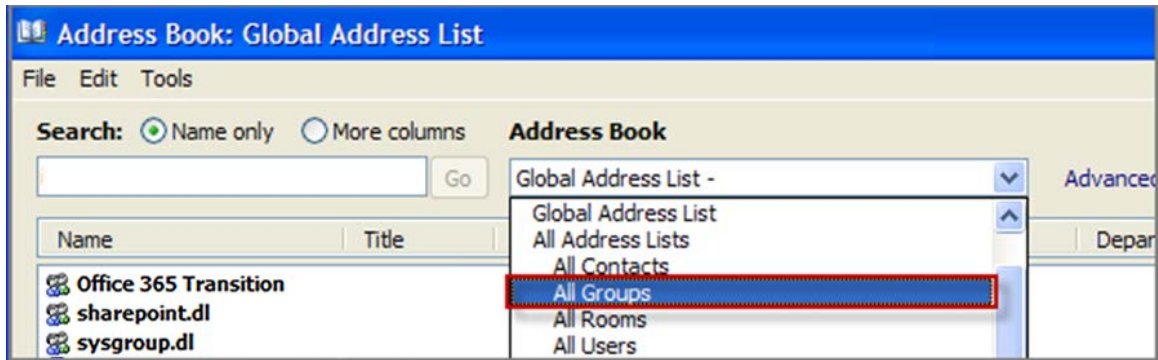 Address Book: Global Address List
File Edit Tools
Search: Name only More columns Address Book
Go Global Address List - Advanced
Global Address List
Name Title All Address Lists Depar
All Contacts
Office 365 Transition All Groups
sharepoint.dl All Rooms
sysgroup.dl All Users